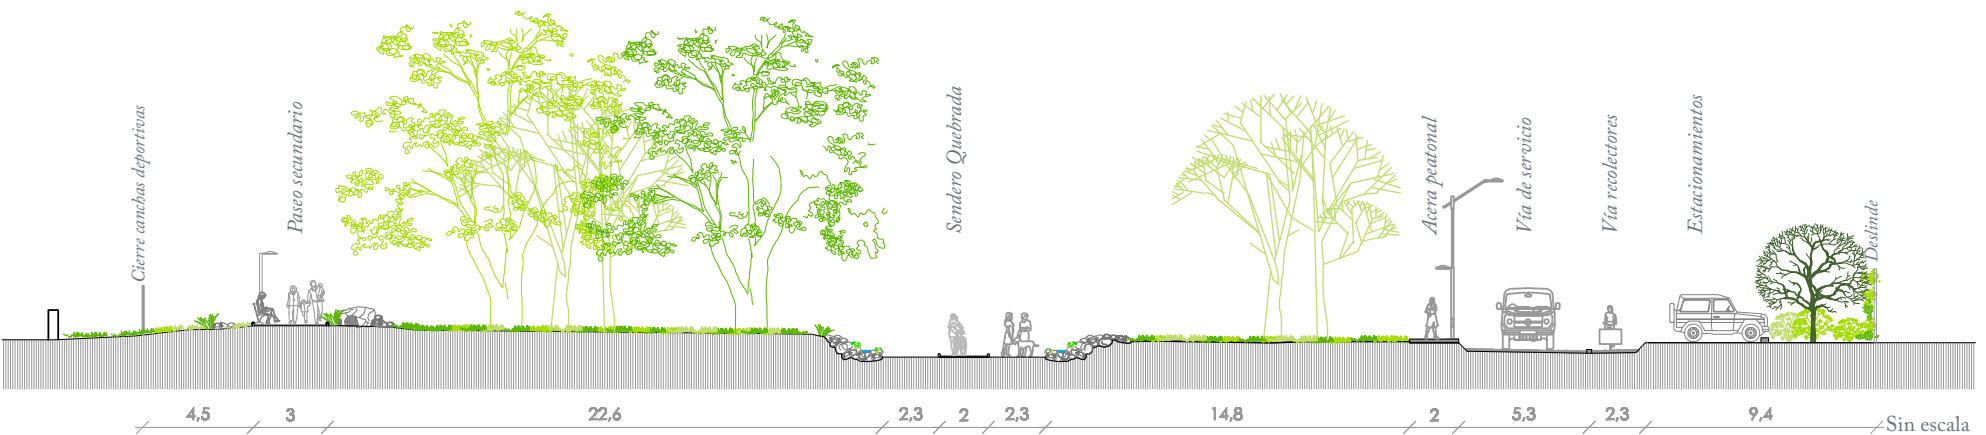 Cierre canchas deportivas
Paseo secundario
Sendero Quebrada
Acera peatonal
Vía de servicio
Vía recolectores
Estacionamientos
Deslinde
4,5
3
22,6
2,3
2
2,3
14,8
2
5,3
2,3
9,4
Sin escala